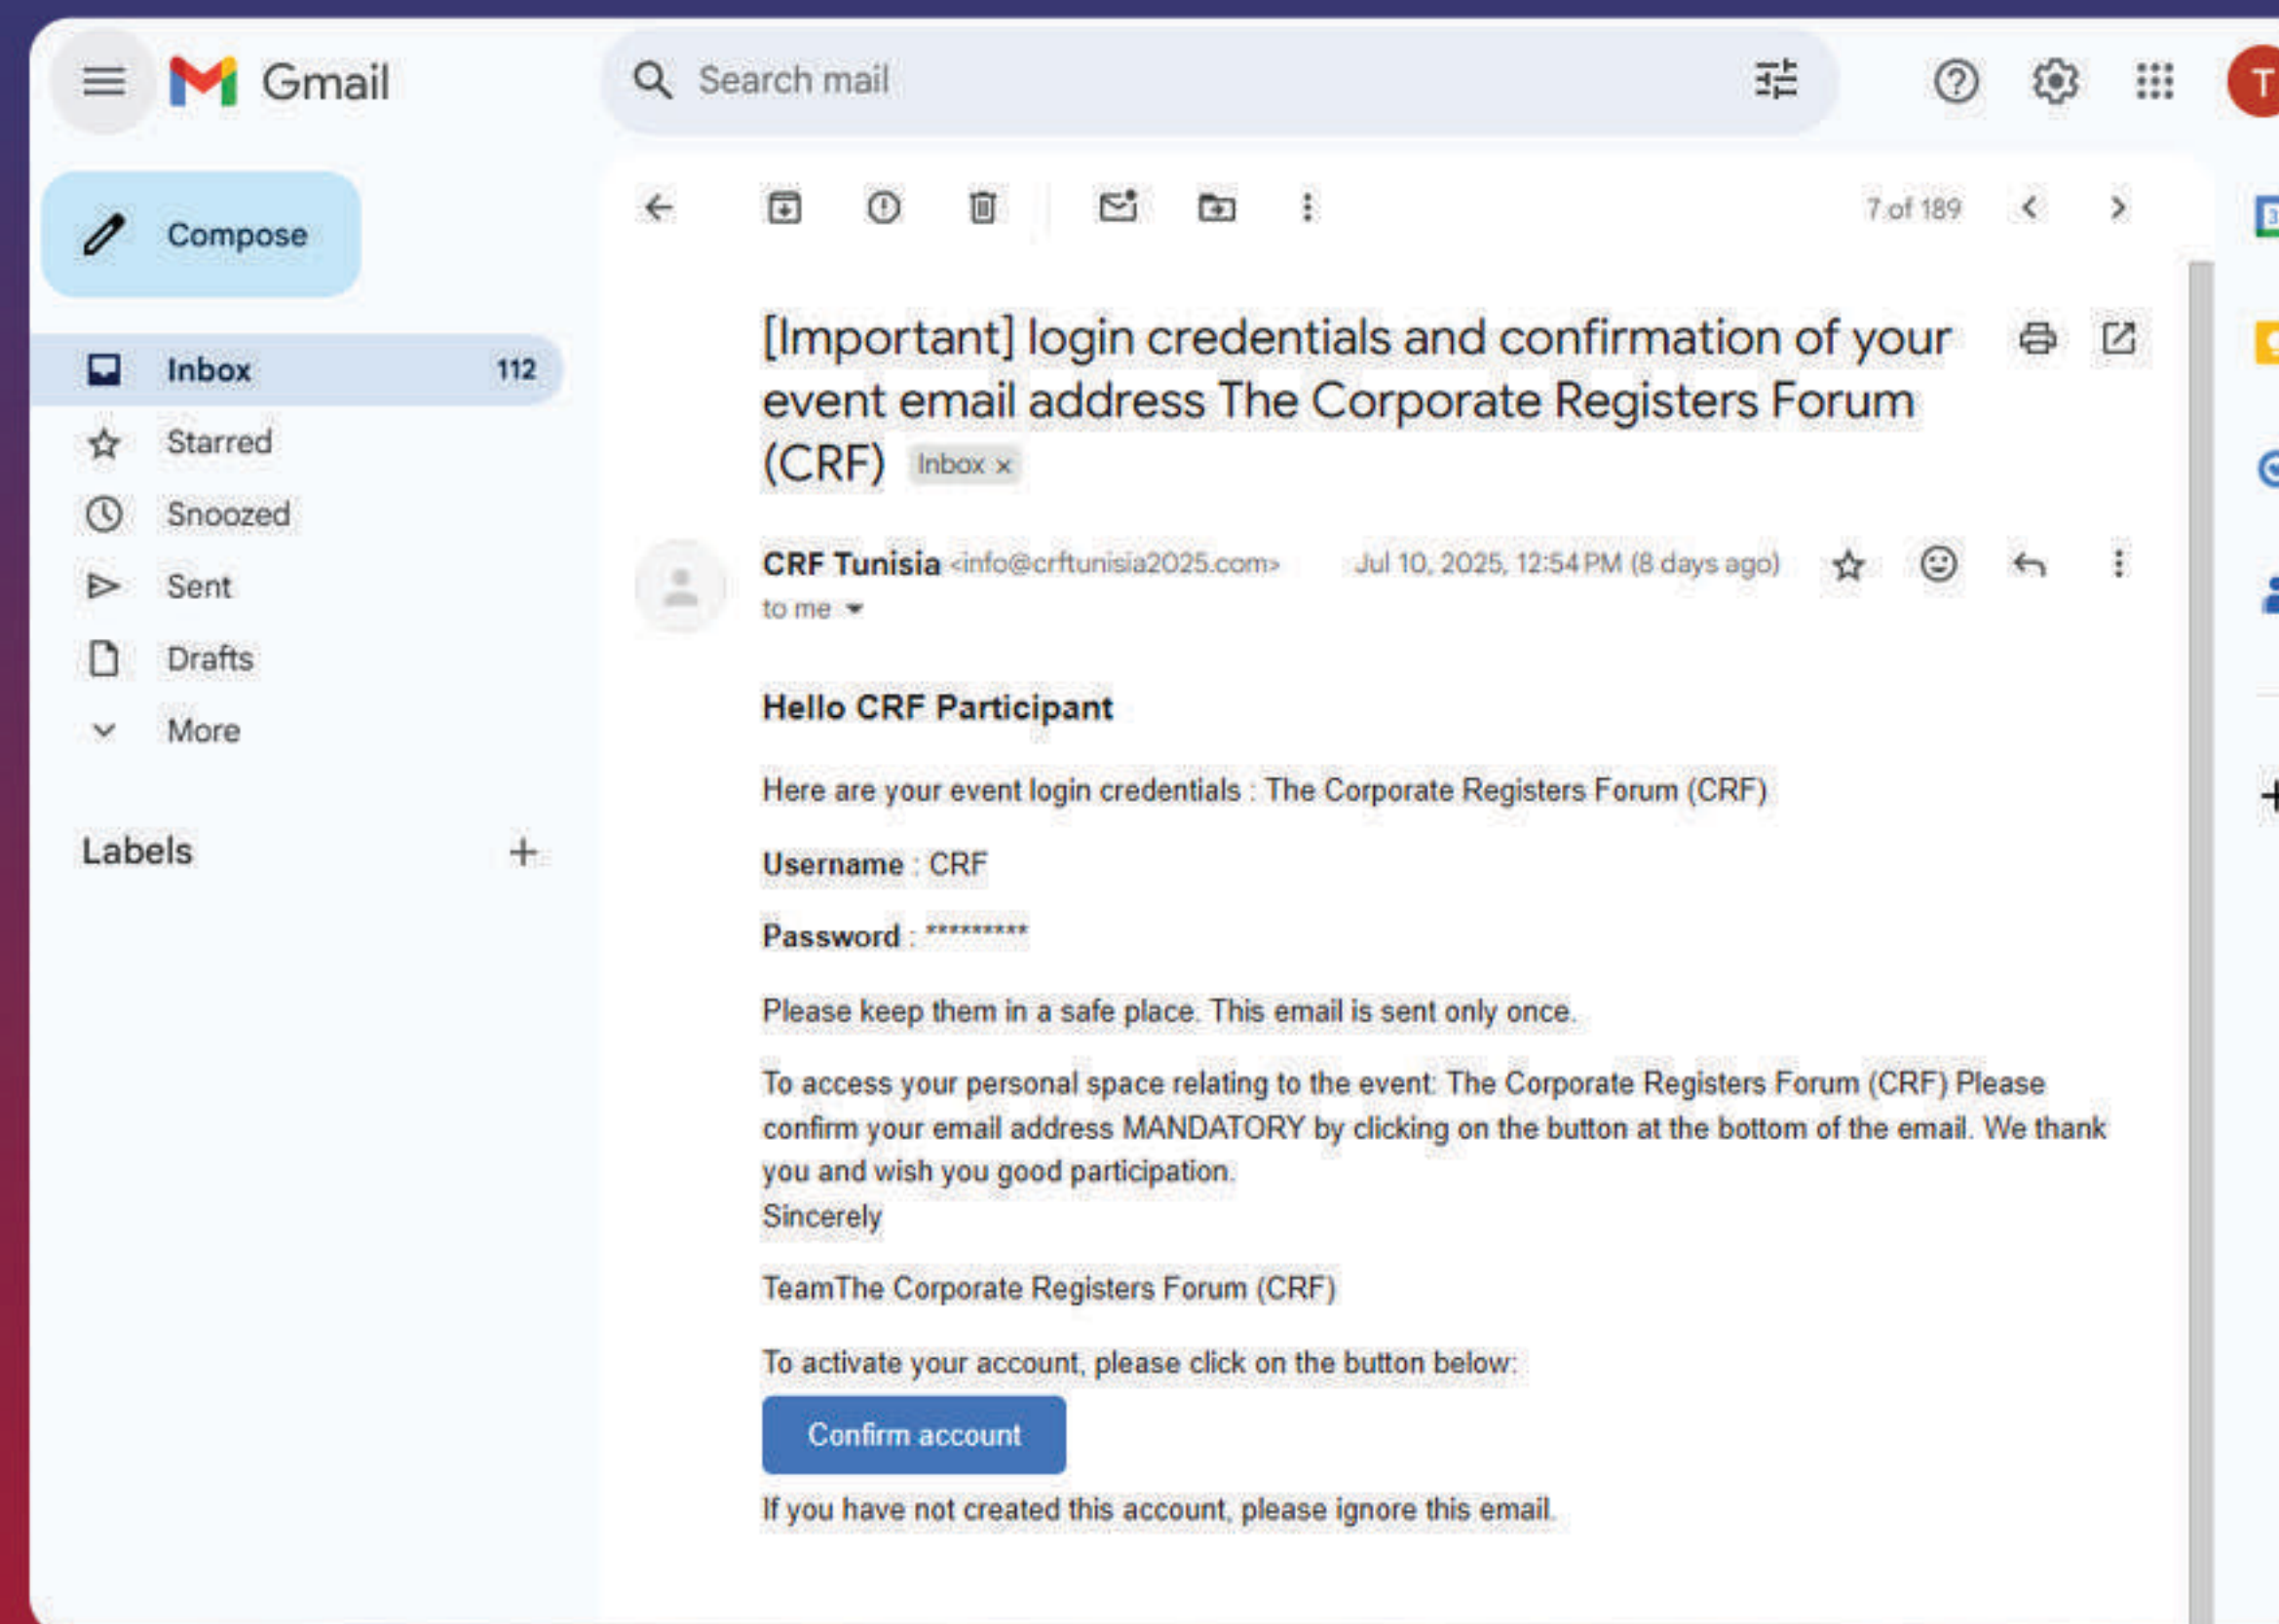 Gmail
Search mail
T
Compose
7 of 189
Inbox 112
Starred
Snoozed
Sent
Drafts
More
Labels
[Important] login credentials and confirmation of your
event email address The Corporate Registers Forum
(CRF) Inbox x
CRF Tunisia <info@crftunisia2025.com> Jul 10, 2025, 12:54 PM (8 days ago)
to me
Hello CRF Participant
Here are your event login credentials : The Corporate Registers Forum (CRF)
Username : CRF
Password : *********
Please keep them in a safe place. This email is sent only once.
To access your personal space relating to the event: The Corporate Registers Forum (CRF) Please
confirm your email address MANDATORY by clicking on the button at the bottom of the email. We thank
you and wish you good participation.
Sincerely
TeamThe Corporate Registers Forum (CRF)
To activate your account, please click on the button below:
Confirm account
If you have not created this account, please ignore this email.